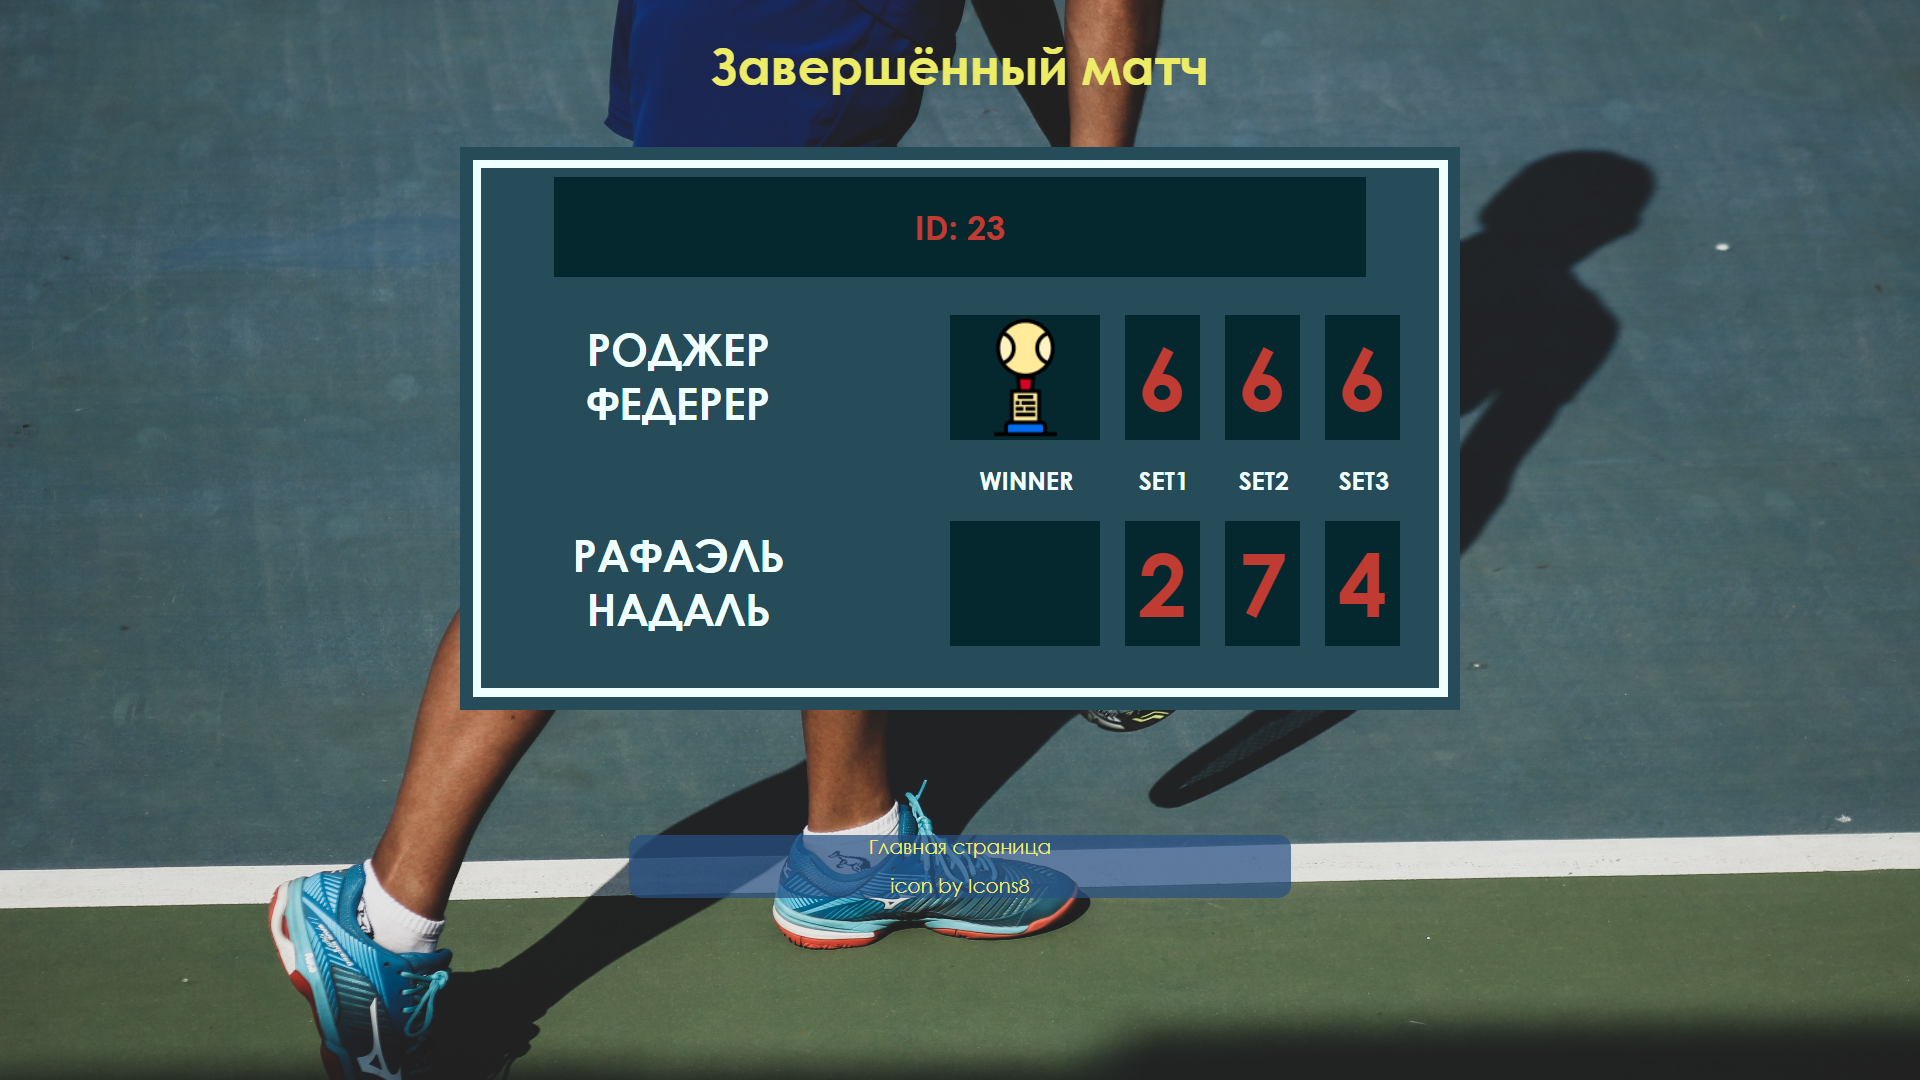 Завершённый матч
ID: 23
РОДЖЕР
ФЕДЕРЕР
6 6 6
WINNER SET1 SET2 SET3
РАФАЭЛЬ
НАДАЛЬ
2 7 4
Главная страница
icon by Icons8